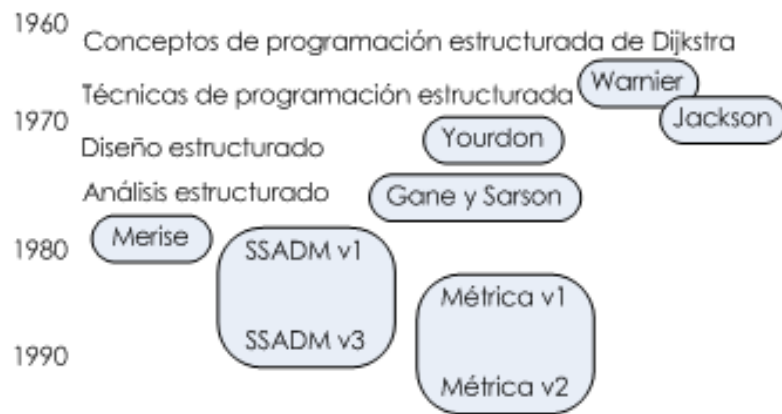 1960
Conceptos de programación estructurada de Dijkstra
Técnicas de programación estructurada
Warnier
Jackson
1970
Diseño estructurado
Yourdon
Análisis estructurado
Gane y Sarson
Merise
1980
SSADM v1
Métrica v1
SSADM v3
1990
Métrica v2